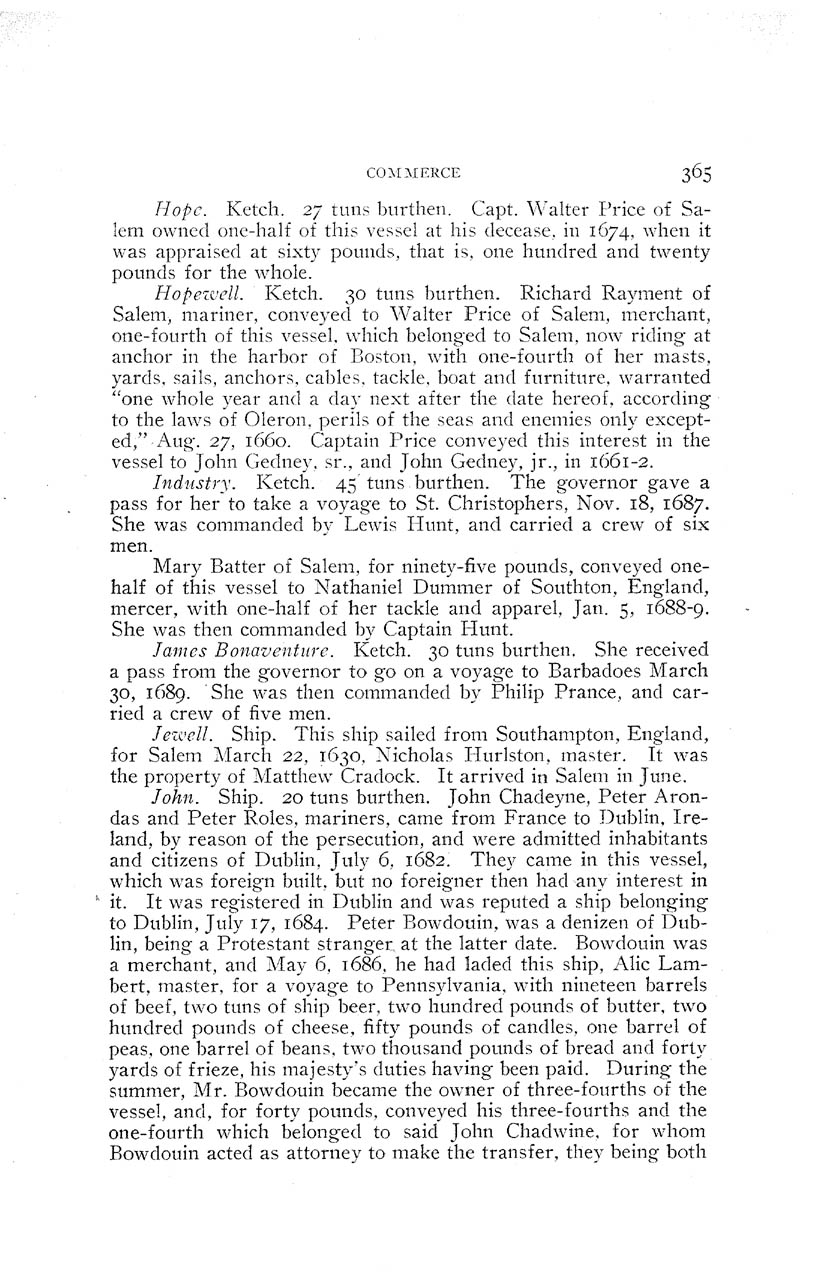 COMMERCE 365
Hope. Ketch. 27 tuns burthen. Capt. Walter Price of Sa-
lem owned one-half of this vessel at his decease, in 1674, when it
was appraised at sixty pounds, that is, one hundred and twenty
pounds for the whole.
Hopewell. Ketch. 30 tuns burthen. Richard Rayment of
Salem, mariner, conveyed to Walter Price of Salem, merchant,
one-fourth of this vessel, which belonged to Salem, now riding at
anchor in the harbor of Boston, with one-fourth of her masts,
yards, sails, anchors, cables, tackle, boat and furniture, warranted
“one whole year and a day next after the date hereof, according
to the laws of Oleron, perils of the seas and enemies only except-
ed,” Aug. 27, 1660. Captain Price conveyed this interest in the
vessel to John Gedney, sr., and John Gedney, jr., in 1661-2.
Industry. Ketch. 45 tuns burthen. The governor gave a
pass for her to take a voyage to St. Christophers, Nov. 18, 1687.
She was commanded by Lewis Hunt, and carried a crew of six
men.
Mary Batter of Salem, for ninety-five pounds, conveyed one-
half of this vessel to Nathaniel Dummer of Southton, England,
mercer, with one-half of her tackle and apparel, Jan. 5, 1688-9.
She was then commanded by Captain Hunt.
James Bonaventure. Ketch. 30 tuns burthen. She received
a pass from the governor to go on a voyage to Barbadoes March
30, 1689. She was then commanded by Philip Prance, and car-
ried a crew of five men.
Jewell. Ship. This ship sailed from Southampton, England,
for Salem March 22, 1630, Nicholas Hurlston, master. It was
the property of Matthew Cradock. It arrived in Salem in June.
John. Ship. 20 tuns burthen. John Chadeyne, Peter Aron-
das and Peter Roles, mariners, came from France to Dublin, Ire-
land, by reason of the persecution, and were admitted inhabitants
and citizens of Dublin, July 6, 1682. They came in this vessel,
which was foreign built, but no foreigner then had any interest in
it. It was registered in Dublin and was reputed a ship belonging
to Dublin, July 17, 1684. Peter Bowdouin, was a denizen of Dub-
lin, being a Protestant stranger at the latter date. Bowdouin was
a merchant, and May 6, 1686, he had laded this ship, Alic Lam-
bert, master, for a voyage to Pennsylvania, with nineteen barrels
of beef, two tuns of ship beer, two hundred pounds of butter, two
hundred pounds of cheese, fifty pounds of candles, one barrel of
peas, one barrel of beans, two thousand pounds of bread and forty
yards of frieze, his majesty’s duties having been paid. During the
summer, Mr. Bowdouin became the owner of three-fourths of the
vessel, and, for forty pounds, conveyed his three-fourths and the
one-fourth which belonged to said John Chadwine, for whom
Bowdouin acted as attorney to make the transfer, they being both